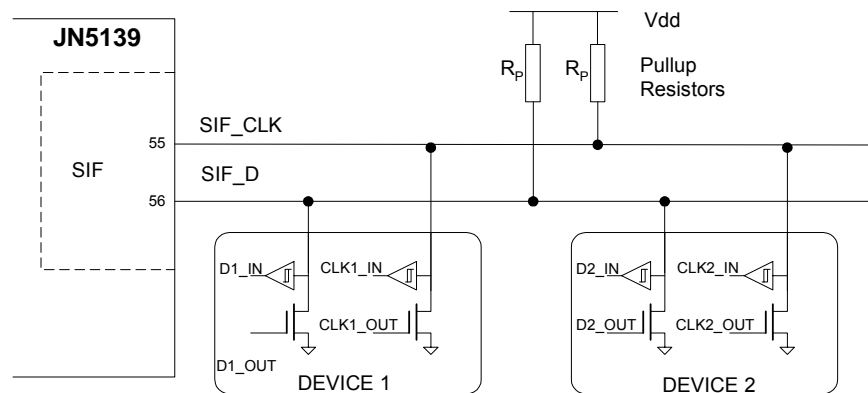 JN5139
Vdd
R_P
R_P
Pullup
Resistors
SIF_CLK
55
SIF
SIF_D
56
D1_IN
CLK1_IN
D2_IN
CLK2_IN
CLK1_OUT
D2_OUT
CLK2_OUT
D1_OUT
DEVICE 1
DEVICE 2